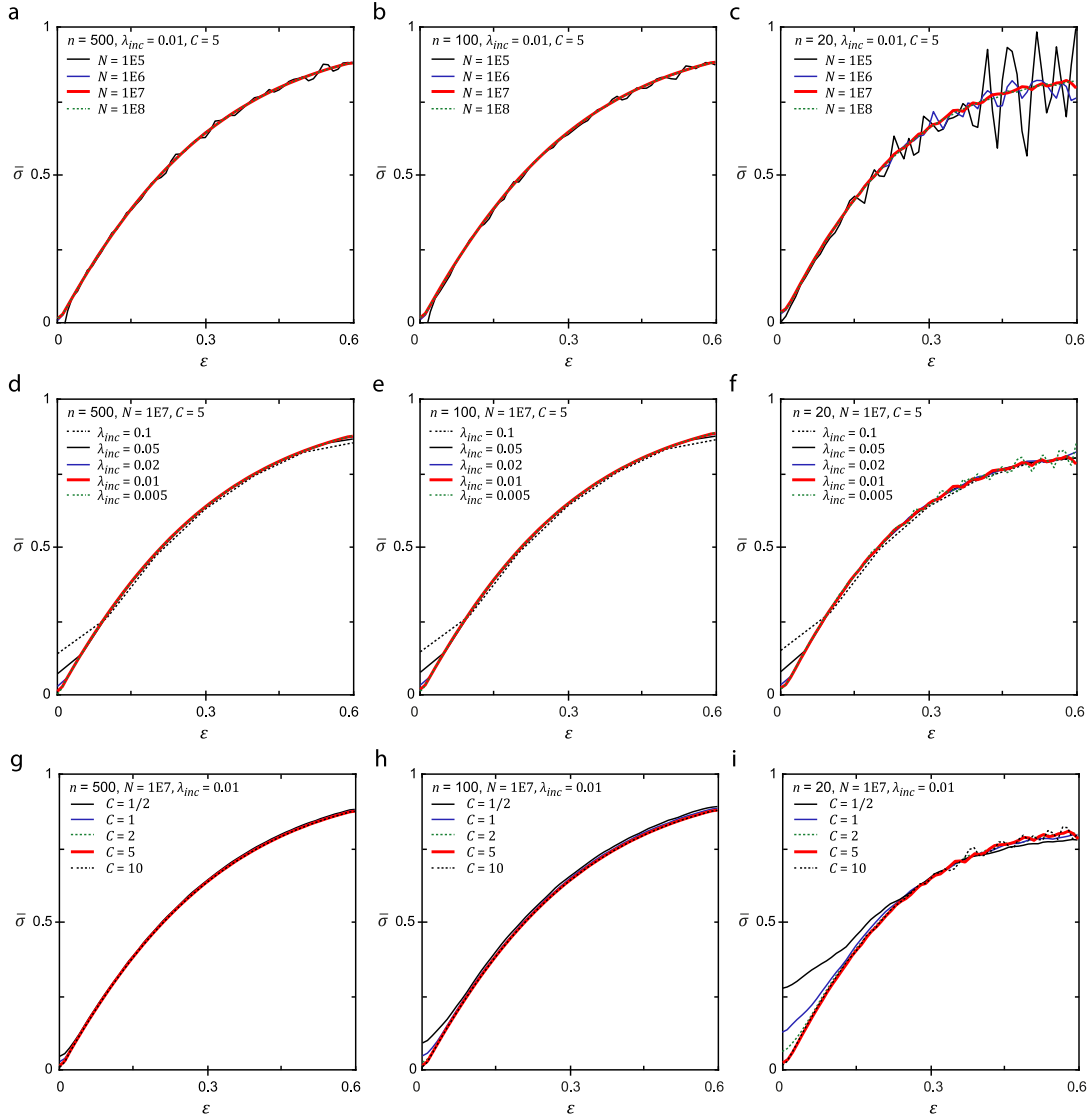 a
n = 500, λinc = 0.01, C = 5
N = 1E5
N = 1E6
N = 1E7
N = 1E8
1
0.5
0
σ̅
0
0.3
0.6
ε
b
n = 100, λinc = 0.01, C = 5
N = 1E5
N = 1E6
N = 1E7
N = 1E8
1
0.5
0
σ̅
0
0.3
0.6
ε
c
n = 20, λinc = 0.01, C = 5
N = 1E5
N = 1E6
N = 1E7
N = 1E8
1
0.5
0
σ̅
0
0.3
0.6
ε
d
n = 500, N = 1E7, C = 5
λinc = 0.1
λinc = 0.05
λinc = 0.02
λinc = 0.01
λinc = 0.005
1
0.5
0
σ̅
0
0.3
0.6
ε
e
n = 100, N = 1E7, C = 5
λinc = 0.1
λinc = 0.05
λinc = 0.02
λinc = 0.01
λinc = 0.005
1
0.5
0
σ̅
0
0.3
0.6
ε
f
n = 20, N = 1E7, C = 5
λinc = 0.1
λinc = 0.05
λinc = 0.02
λinc = 0.01
λinc = 0.005
1
0.5
0
σ̅
0
0.3
0.6
ε
g
n = 500, N = 1E7, λinc = 0.01
C = 1/2
C = 1
C = 2
C = 5
C = 10
1
0.5
0
σ̅
0
0.3
0.6
ε
h
n = 100, N = 1E7, λinc = 0.01
C = 1/2
C = 1
C = 2
C = 5
C = 10
1
0.5
0
σ̅
0
0.3
0.6
ε
i
n = 20, N = 1E7, λinc = 0.01
C = 1/2
C = 1
C = 2
C = 5
C = 10
1
0.5
0
σ̅
0
0.3
0.6
ε